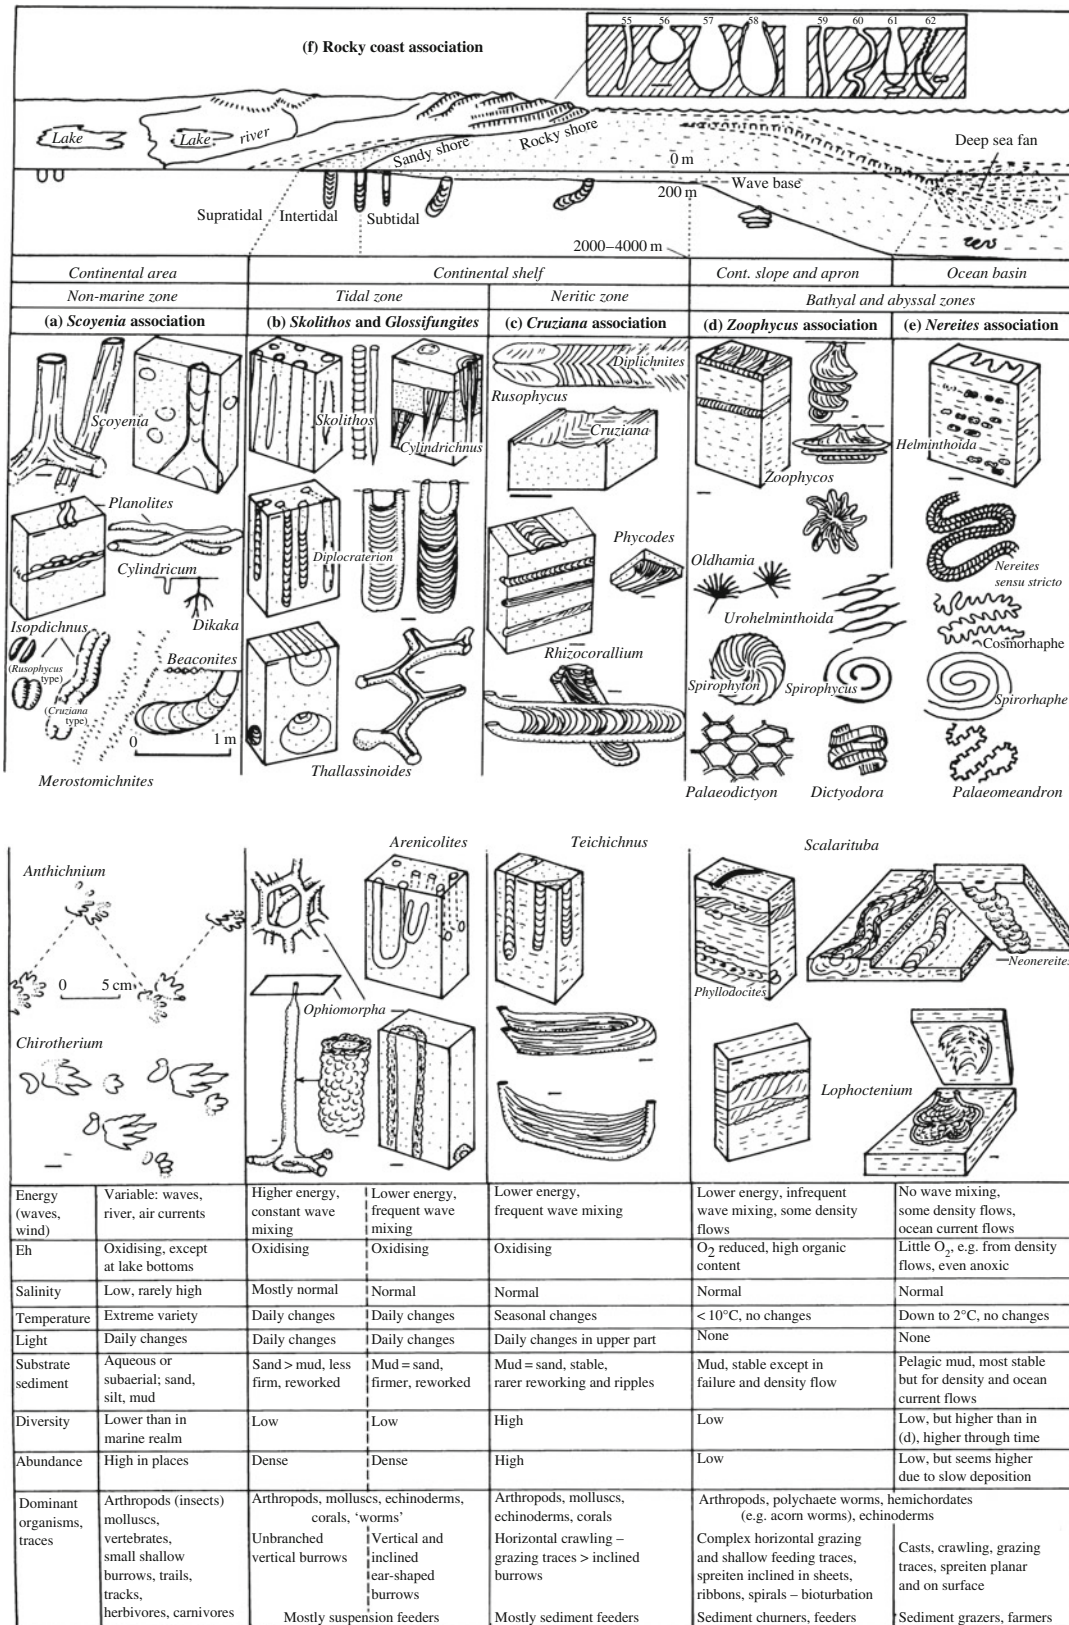 55 56 57 58 59 60 61 62
(f) Rocky coast association
Lake
Lake
river
Sandy shore
Rocky shore
0 m
Deep sea fan
200 m
Wave base
Supratidal
Intertidal
Subtidal
2000–4000 m
Continental area
Continental shelf
Cont. slope and apron
Ocean basin
Non-marine zone
Tidal zone
Neritic zone
Bathyal and abyssal zones
(a) Scoyenia association
(b) Skolithos and Glossifungites
(c) Cruziana association
(d) Zoophycus association
(e) Nereites association
Scoyenia
Planolites
Cylindricum
Dikaka
Isopdichnus
(Rusophycus
type)
(Cruziana
type)
Beaconites
0 1 m
Merostomichnites
Skolithos
Cylindrichnus
Diplocraterion
Thallassinoides
Diplichnites
Rusophycus
Cruziana
Phycodes
Rhizocorallium
Zoophycos
Oldhamia
Urohelminthoida
Spirophyton
Spirophycus
Palaeodictyon
Dictyodora
Helminthoida
Nereites
sensu stricto
Cosmorhaphe
Spirorhaphe
Palaeomeandron
Anthichnium
0 5 cm
Chirotherium
Arenicolites
Ophiomorpha
Teichichnus
Scalarituba
Phyllodocites
Neonereites
Lophoctenium
Energy
(waves,
wind)
Variable: waves,
river, air currents
Higher energy,
constant wave
mixing
Lower energy,
frequent wave
mixing
Lower energy,
frequent wave mixing
Lower energy, infrequent
wave mixing, some density
flows
No wave mixing,
some density flows,
ocean current flows
Eh
Oxidising, except
at lake bottoms
Oxidising
Oxidising
Oxidising
O2 reduced, high organic
content
Little O2, e.g. from density
flows, even anoxic
Salinity
Low, rarely high
Mostly normal
Normal
Normal
Normal
Normal
Temperature
Extreme variety
Daily changes
Daily changes
Seasonal changes
< 10°C, no changes
Down to 2°C, no changes
Light
Daily changes
Daily changes
Daily changes
Daily changes in upper part
None
None
Substrate
sediment
Aqueous or
subaerial; sand,
silt, mud
Sand > mud, less
firm, reworked
Mud = sand,
firmer, reworked
Mud = sand, stable,
rarer reworking and ripples
Mud, stable except in
failure and density flow
Pelagic mud, most stable
but for density and ocean
current flows
Diversity
Lower than in
marine realm
Low
Low
High
Low
Low, but higher than in
(d), higher through time
Abundance
High in places
Dense
Dense
High
Low
Low, but seems higher
due to slow deposition
Dominant
organisms,
traces
Arthropods (insects)
molluscs,
vertebrates,
small shallow
burrows, trails,
tracks,
herbivores, carnivores
Arthropods, molluscs, echinoderms,
corals, ‘worms’
Unbranched
vertical burrows
Vertical and
inclined
ear-shaped
burrows
Mostly suspension feeders
Arthropods, molluscs,
echinoderms, corals
Horizontal crawling –
grazing traces > inclined
burrows
Mostly sediment feeders
Arthropods, polychaete worms, hemichordates
(e.g. acorn worms), echinoderms
Complex horizontal grazing
and shallow feeding traces,
spreiten inclined in sheets,
ribbons, spirals – bioturbation
Sediment churners, feeders
Casts, crawling, grazing
traces, spreiten planar
and on surface
Sediment grazers, farmers